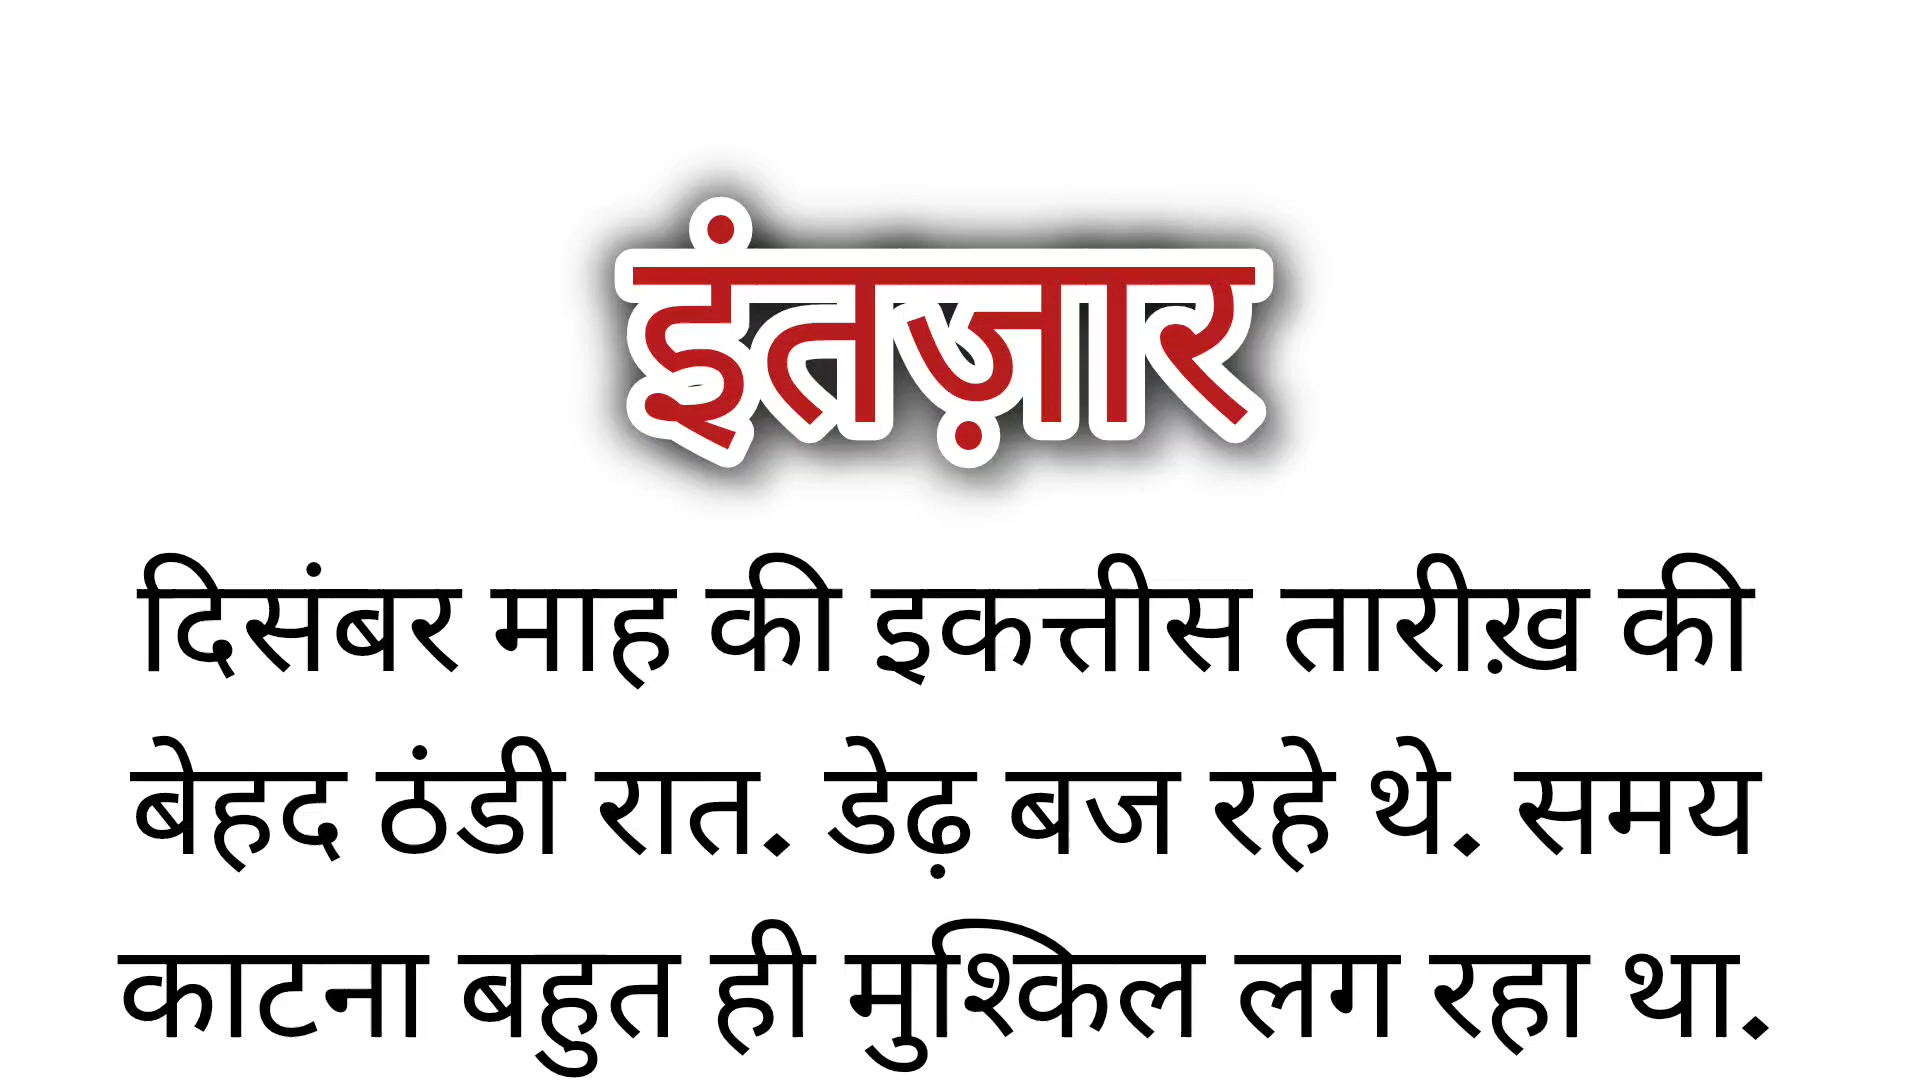 इंतज़ार
दिसंबर माह की इकत्तीस तारीख़ की
बेहद ठंडी रात. डेढ़ बज रहे थे. समय
काटना बहुत ही मुश्किल लग रहा था.